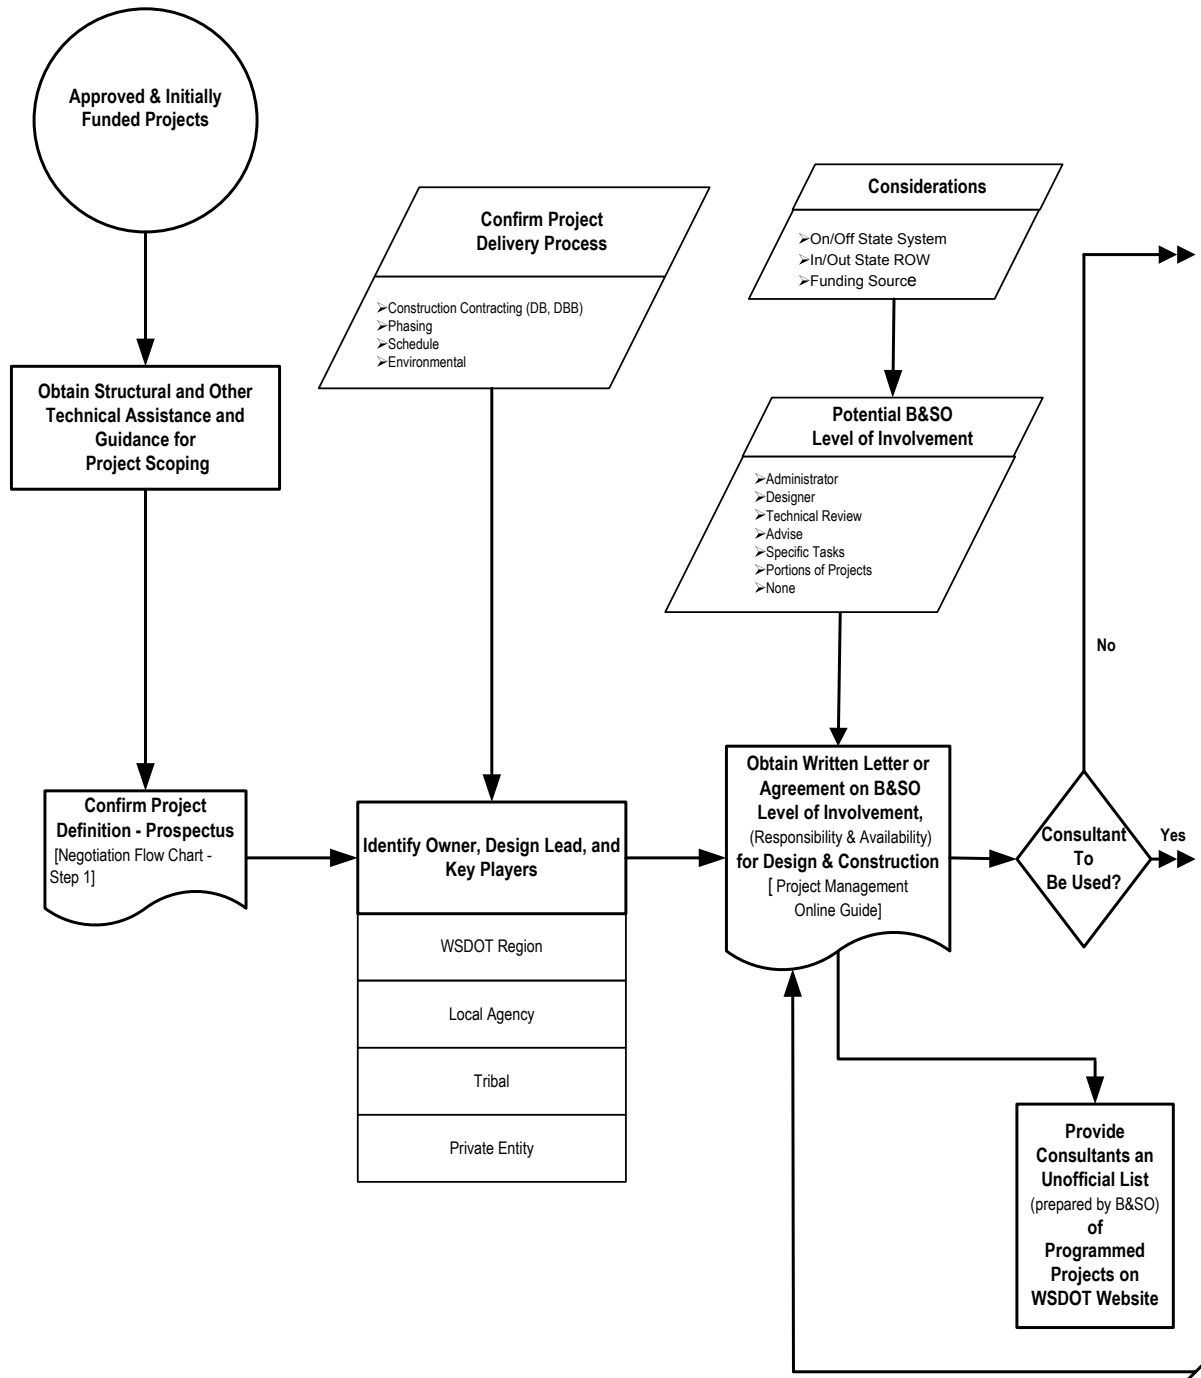 Approved & Initially
Funded Projects
Obtain Structural and Other
Technical Assistance and
Guidance for
Project Scoping
Confirm Project
Definition - Prospectus
[Negotiation Flow Chart -
Step 1]
Confirm Project
Delivery Process
➢Construction Contracting (DB, DBB)
➢Phasing
➢Schedule
➢Environmental
Identify Owner, Design Lead, and
Key Players
WSDOT Region
Local Agency
Tribal
Private Entity
Considerations
➢On/Off State System
➢In/Out State ROW
➢Funding Source
Potential B&SO
Level of Involvement
➢Administrator
➢Designer
➢Technical Review
➢Advise
➢Specific Tasks
➢Portions of Projects
➢None
Obtain Written Letter or
Agreement on B&SO
Level of Involvement,
(Responsibility & Availability)
for Design & Construction
[ Project Management
Online Guide]
Consultant
To
Be Used?
No
Yes
Provide
Consultants an
Unofficial List
(prepared by B&SO)
of
Programmed
Projects on
WSDOT Website